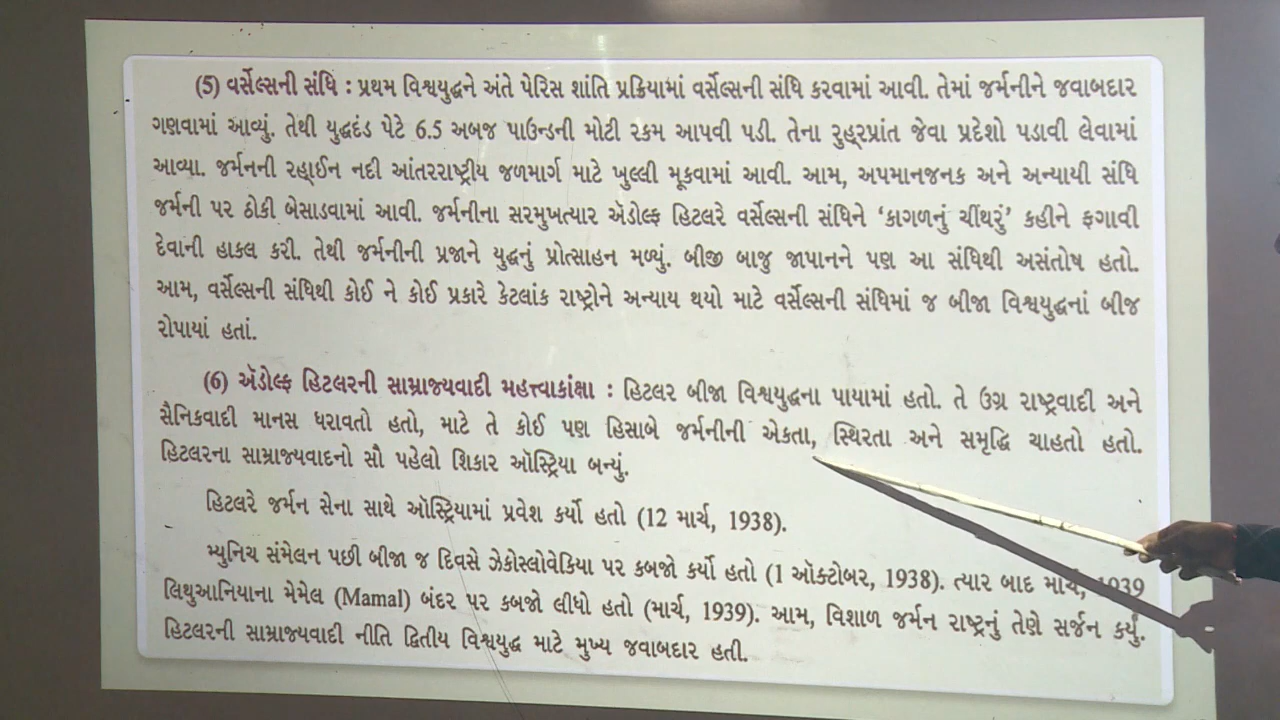 (5) વર્સેલ્સની સંધિ : પ્રથમ વિશ્વયુદ્ધને અંતે પેરિસ શાંતિ પ્રક્રિયામાં વર્સેલ્સની સંધિ કરવામાં આવી. તેમાં જર્મનીને જવાબદાર
ગણવામાં આવ્યું. તેથી યુદ્ધદંડ પેટે 6.5 અબજ પાઉન્ડની મોટી રકમ આપવી પડી. તેના રુહ્રપ્રાંત જેવા પ્રદેશો પડાવી લેવામાં
આવ્યા. જર્મનની રહાઈન નદી આંતરરાષ્ટ્રીય જળમાર્ગ માટે ખુલ્લી મૂકવામાં આવી. આમ, અપમાનજનક અને અન્યાયી સંધિ
જર્મની પર ઠોકી બેસાડવામાં આવી. જર્મનીના સરમુખત્યાર ઍડોલ્ફ હિટલરે વર્સેલ્સની સંધિને ‘કાગળનું ચીંથરું’ કહીને ફગાવી
દેવાની હાકલ કરી. તેથી જર્મનીની પ્રજાને યુદ્ધનું પ્રોત્સાહન મળ્યું. બીજી બાજુ જાપાનને પણ આ સંધિથી અસંતોષ હતો.
આમ, વર્સેલ્સની સંધિથી કોઈ ને કોઈ પ્રકારે કેટલાંક રાષ્ટ્રોને અન્યાય થયો માટે વર્સેલ્સની સંધિમાં જ બીજા વિશ્વયુદ્ધનાં બીજ
રોપાયાં હતાં.
(6) ઍડોલ્ફ હિટલરની સામ્રાજ્યવાદી મહત્ત્વાકાંક્ષા : હિટલર બીજા વિશ્વયુદ્ધના પાયામાં હતો. તે ઉગ્ર રાષ્ટ્રવાદી અને
સૈનિકવાદી માનસ ધરાવતો હતો, માટે તે કોઈ પણ હિસાબે જર્મનીની એકતા, સ્થિરતા અને સમૃદ્ધિ ચાહતો હતો.
હિટલરના સામ્રાજ્યવાદનો સૌ પહેલો શિકાર ઑસ્ટ્રિયા બન્યું.
હિટલરે જર્મન સેના સાથે ઑસ્ટ્રિયામાં પ્રવેશ કર્યો હતો (12 માર્ચ, 1938).
મ્યુનિચ સંમેલન પછી બીજા જ દિવસે ઝેકોસ્લોવેકિયા પર કબજો કર્યો હતો (1 ઑક્ટોબર, 1938). ત્યાર બાદ માર્ચ, 1939
લિથુઆનિયાના મેમેલ (Mamal) બંદર પર કબજો લીધો હતો (માર્ચ, 1939). આમ, વિશાળ જર્મન રાષ્ટ્રનું તેણે સર્જન કર્યું.
હિટલરની સામ્રાજ્યવાદી નીતિ દ્વિતીય વિશ્વયુદ્ધ માટે મુખ્ય જવાબદાર હતી.